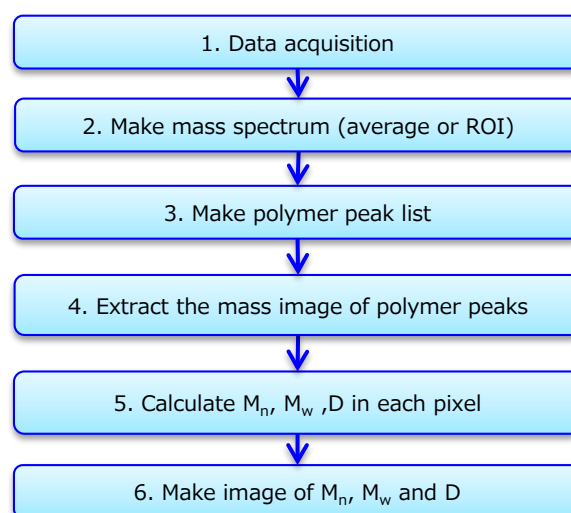 1. Data acquisition
2. Make mass spectrum (average or ROI)
3. Make polymer peak list
4. Extract the mass image of polymer peaks
5. Calculate Mn, Mw ,D in each pixel
6. Make image of Mn, Mw and D